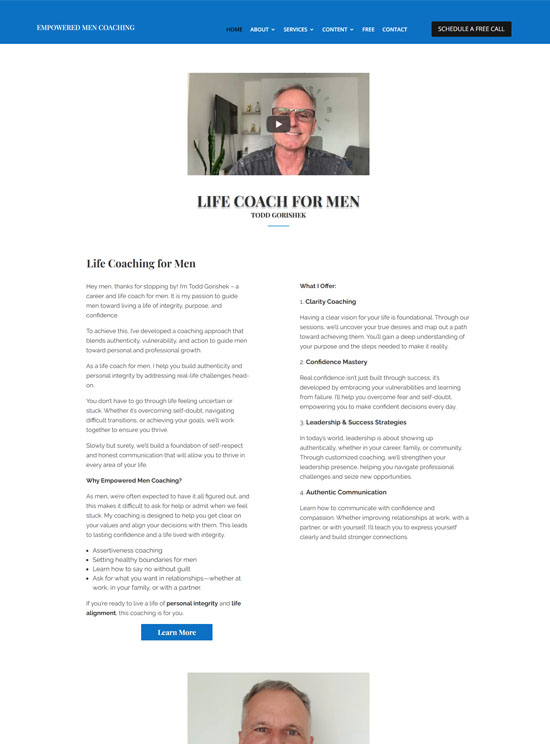 EMPOWERED MEN COACHING
HOME ABOUT SERVICES CONTENT FREE CONTACT
SCHEDULE A FREE CALL
LIFE COACH FOR MEN
TODD GORISHEK
Life Coaching for Men
Hey men, thanks for stopping by! I'm Todd Gorishek – a
career and life coach for men. It is my passion to guide
men toward living a life of integrity, purpose, and
confidence.
To achieve this, I've developed a coaching approach that
blends authenticity, vulnerability, and action to guide men
toward personal and professional growth.
As a life coach for men, I help you build authenticity and
personal integrity by addressing real-life challenges head-
on.
You don't have to go through life feeling uncertain or
stuck. Whether it's overcoming self-doubt, navigating
difficult transitions, or achieving your goals, we'll work
together to ensure you thrive.
Slowly but surely, we'll build a foundation of self-respect
and honest communication that will allow you to thrive in
every area of your life.
Why Empowered Men Coaching?
As men, we're often expected to have it all figured out, and
this makes it difficult to ask for help or admit when we feel
stuck. My coaching is designed to help you get clear on
your values and align your decisions with them. This leads
to lasting confidence and a life lived with integrity.
• Assertiveness coaching
• Setting healthy boundaries for men
• Learn how to say no without guilt
• Ask for what you want in relationships—whether at
work, in your family, or with a partner.
If you're ready to live a life of personal integrity and life
alignment, this coaching is for you.
Learn More
What I Offer:
1. Clarity Coaching
Having a clear vision for your life is foundational. Through our
sessions, we'll uncover your true desires and map out a path
toward achieving them. You'll gain a deep understanding of
your purpose and the steps needed to make it reality.
2. Confidence Mastery
Real confidence isn't just built through success; it's
developed by embracing your vulnerabilities and learning
from failure. I'll help you overcome fear and self-doubt,
empowering you to make confident decisions every day.
3. Leadership & Success Strategies
In today's world, leadership is about showing up
authentically, whether in your career, family, or community.
Through customized coaching, we'll strengthen your
leadership presence, helping you navigate professional
challenges and seize new opportunities.
4. Authentic Communication
Learn how to communicate with confidence and
compassion. Whether improving relationships at work, with a
partner, or with yourself, I'll teach you to express yourself
clearly and build stronger connections.